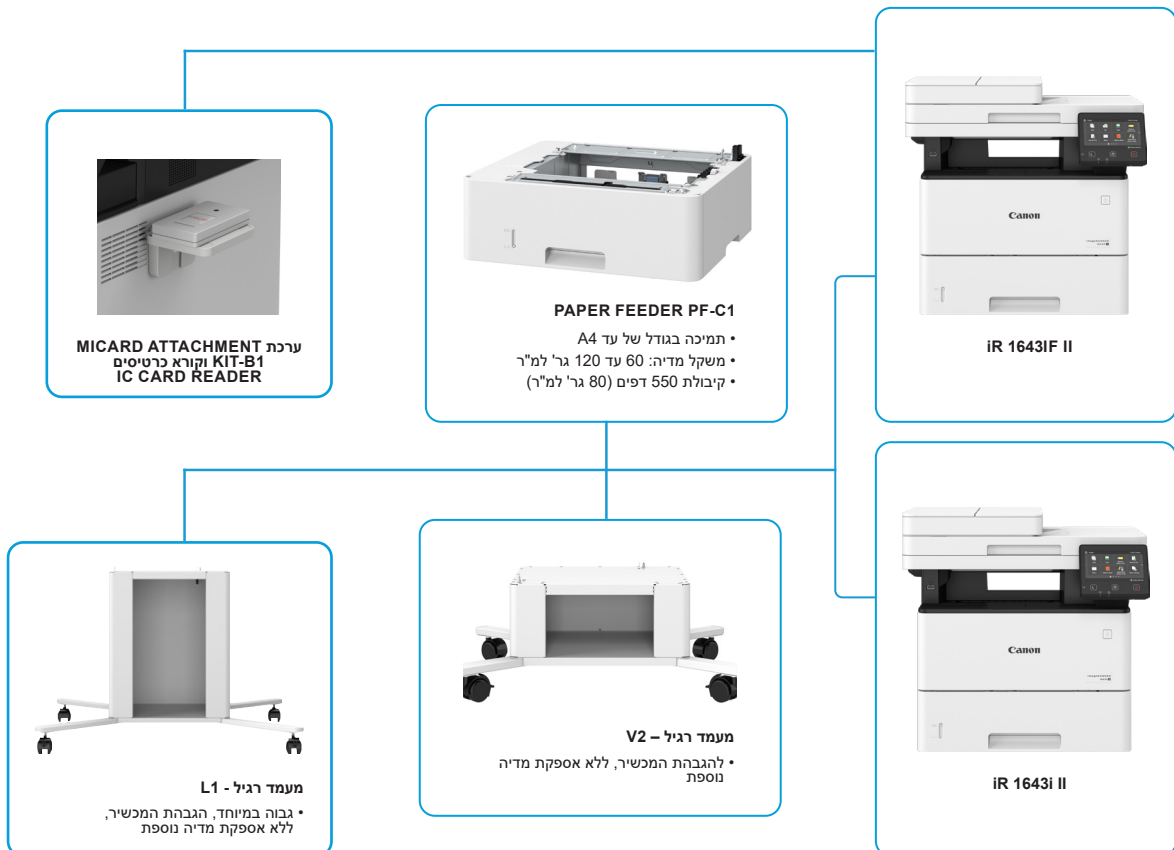 Canon
iR 1643IF II
PAPER FEEDER PF-C1
• תמיכה בגודל של עד A4
• משקל מדיה: 60 עד 120 גר' למ"ר
• קיבולת 550 דפים (80 גר' למ"ר)
ערכת MICARD ATTACHMENT
KIT-B1 וקורא כרטיסים
IC CARD READER
Canon
iR 1643i II
מעמד רגיל – V2
• להגבהת המכשיר, ללא אספקת מדיה
נוספת
מעמד רגיל - L1
• גבוה במיוחד, הגבהת המכשיר,
ללא אספקת מדיה נוספת